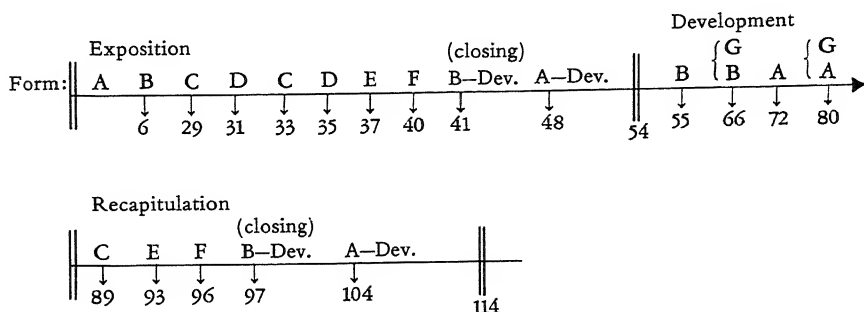 Development
Exposition (closing) { G { G
Form: A B C D C D E F B—Dev. A—Dev. B B A A
6 29 31 33 35 37 40 41 48 54 55 66 72 80
Recapitulation
(closing)
C E F B—Dev. A—Dev.
89 93 96 97 104 114